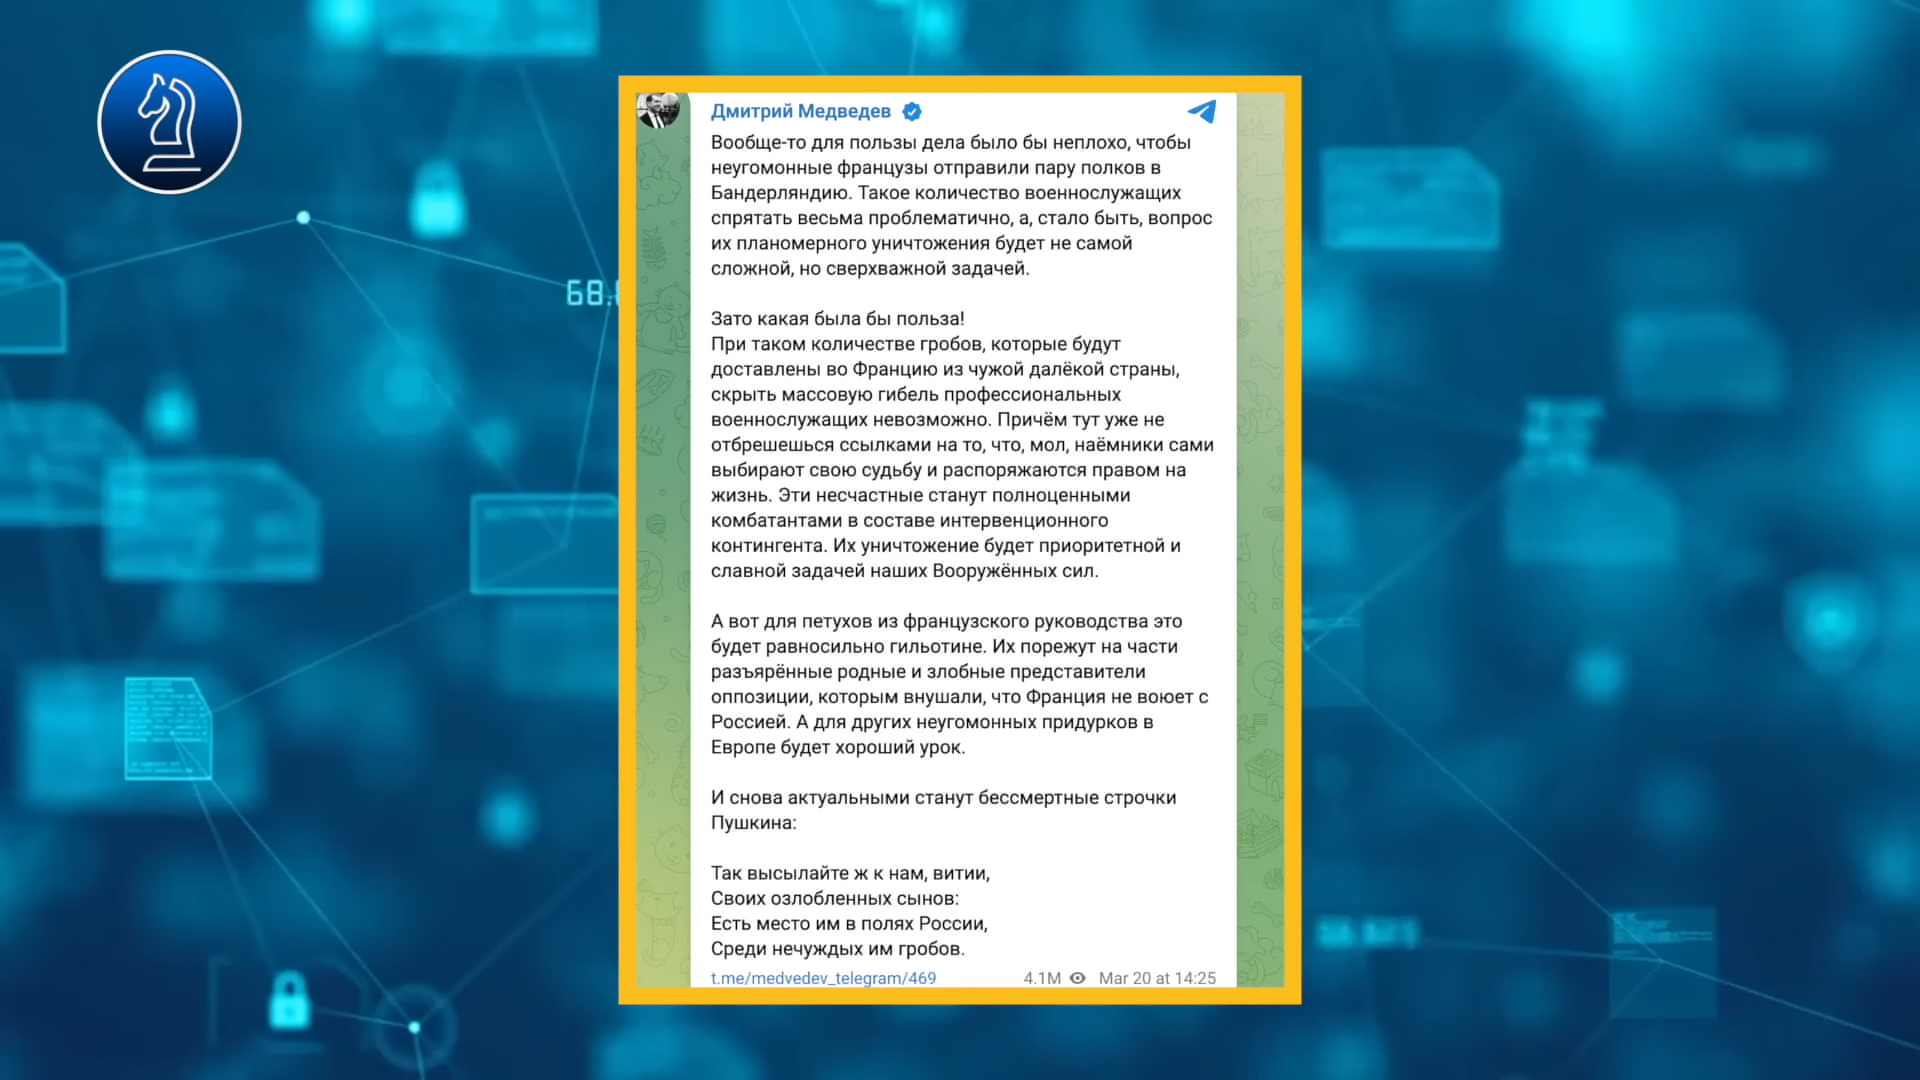 Дмитрий Медведев
Вообще-то для пользы дела было бы неплохо, чтобы
неугомонные французы отправили пару полков в
Бандерляндию. Такое количество военнослужащих
спрятать весьма проблематично, а, стало быть, вопрос
их планомерного уничтожения будет не самой
сложной, но сверхважной задачей.
Зато какая была бы польза!
При таком количестве гробов, которые будут
доставлены во Францию из чужой далёкой страны,
скрыть массовую гибель профессиональных
военнослужащих невозможно. Причём тут уже не
отбрешешься ссылками на то, что, мол, наёмники сами
выбирают свою судьбу и распоряжаются правом на
жизнь. Эти несчастные станут полноценными
комбатантами в составе интервенционного
контингента. Их уничтожение будет приоритетной и
славной задачей наших Вооружённых сил.
А вот для петухов из французского руководства это
будет равносильно гильотине. Их порежут на части
разъярённые родные и злобные представители
оппозиции, которым внушали, что Франция не воюет с
Россией. А для других неугомонных придурков в
Европе будет хороший урок.
И снова актуальными станут бессмертные строчки
Пушкина:
Так высылайте ж к нам, витии,
Своих озлобленных сынов:
Есть место им в полях России,
Среди нечуждых им гробов.
t.me/medvedev_telegram/469 4.1M Mar 20 at 14:25
68.